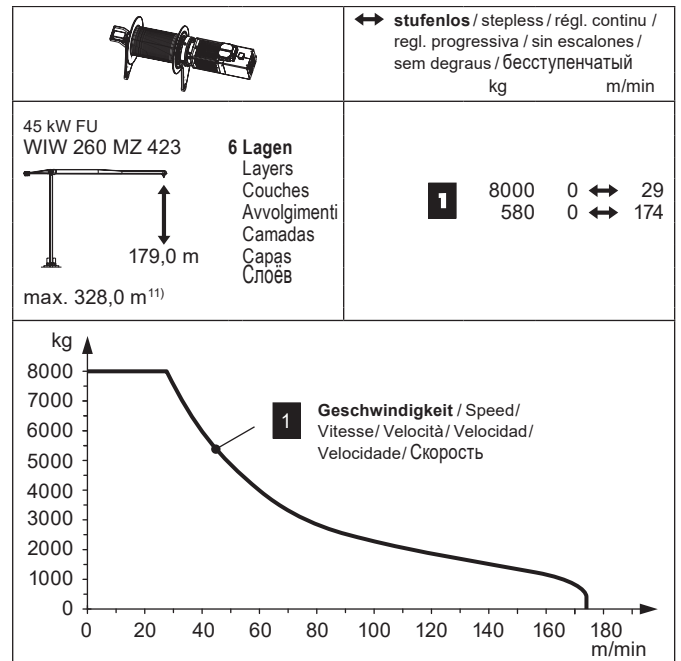 stufenlos / stepless / régl. continu /
regl. progressiva / sin escalones /
sem degraus / бесступенчатый
kg m/min
45 kW FU
WIW 260 MZ 423
6 Lagen
Layers
Couches
Avvolgimenti
Camadas
Capas
Слоёв
179,0 m
max. 328,0 m11)
1
8000 0 ↔ 29
580 0 ↔ 174
kg
8000
7000
6000
5000
4000
3000
2000
1000
0
1
Geschwindigkeit / Speed/
Vitesse/ Velocità/ Velocidad/
Velocidade/ Скорость
0 20 40 60 80 100 120 140 160 180
m/min